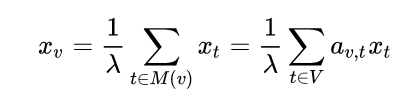 x_v = \frac{1}{\lambda} \sum_{t \in M(v)} x_t = \frac{1}{\lambda} \sum_{t \in V} a_{v,t} x_t